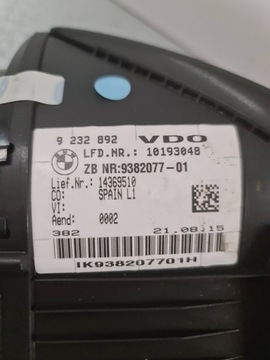 9 232 892 VDO
LFD.NR.: 10193048
ZB NR:9382077-01
Lief.Nr.: 14369510
CO: SPAIN L1
VI:
Aend: 0002
382 21.08.15
IK938207701H